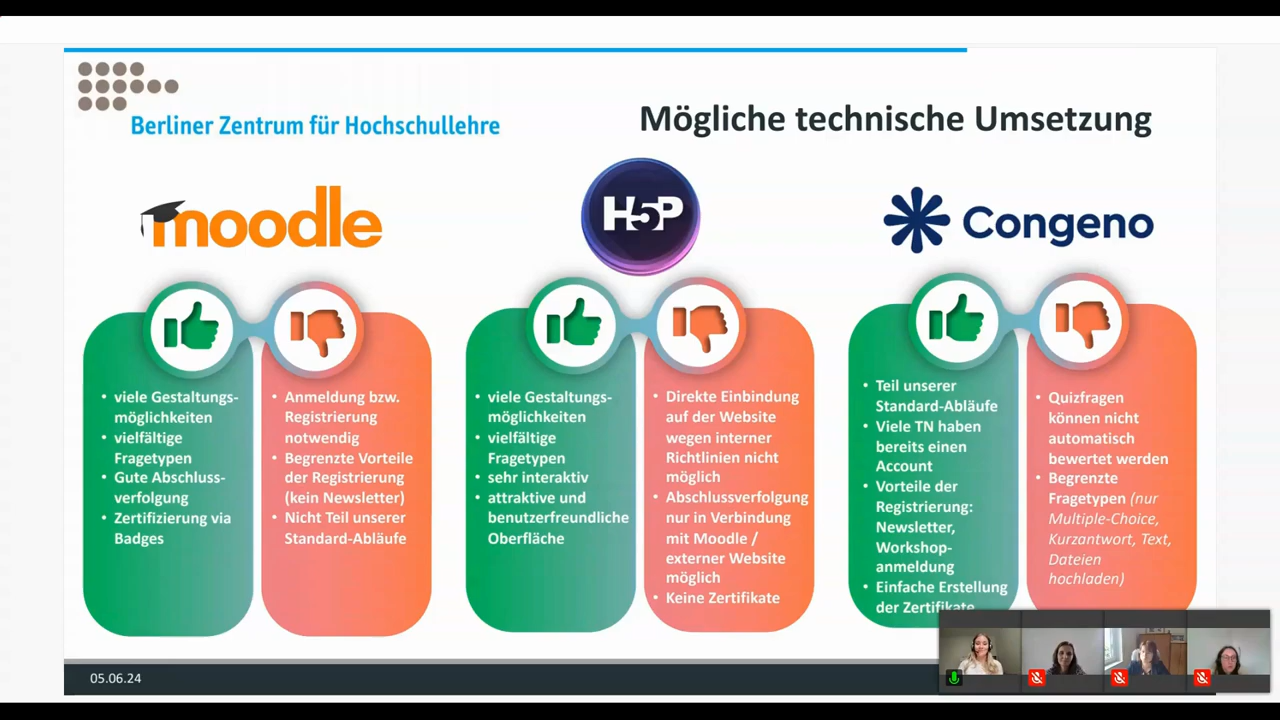 Berliner Zentrum für Hochschullehre
Mögliche technische Umsetzung
moodle
H5P
Congeno
• viele Gestaltungs-
möglichkeiten
• vielfältige
Fragetypen
• Gute Abschluss-
verfolgung
• Zertifizierung via
Badges
• Anmeldung bzw.
Registrierung
notwendig
• Begrenzte Vorteile
der Registrierung
(kein Newsletter)
• Nicht Teil unserer
Standard-Abläufe
• viele Gestaltungs-
möglichkeiten
• vielfältige
Fragetypen
• sehr interaktiv
• attraktive und
benutzerfreundliche
Oberfläche
• Direkte Einbindung
auf der Website
wegen interner
Richtlinien nicht
möglich
• Abschlussverfolgung
nur in Verbindung
mit Moodle /
externer Website
möglich
• Keine Zertifikate
• Teil unserer
Standard-Abläufe
• Viele TN haben
bereits einen
Account
• Vorteile der
Registrierung:
Newsletter,
Workshop-
anmeldung
• Einfache Erstellung
der Zertifikate
• Quizfragen
können nicht
automatisch
bewertet werden
• Begrenzte
Fragetypen (nur
Multiple-Choice,
Kurzantwort, Text,
Dateien
hochladen)
05.06.24